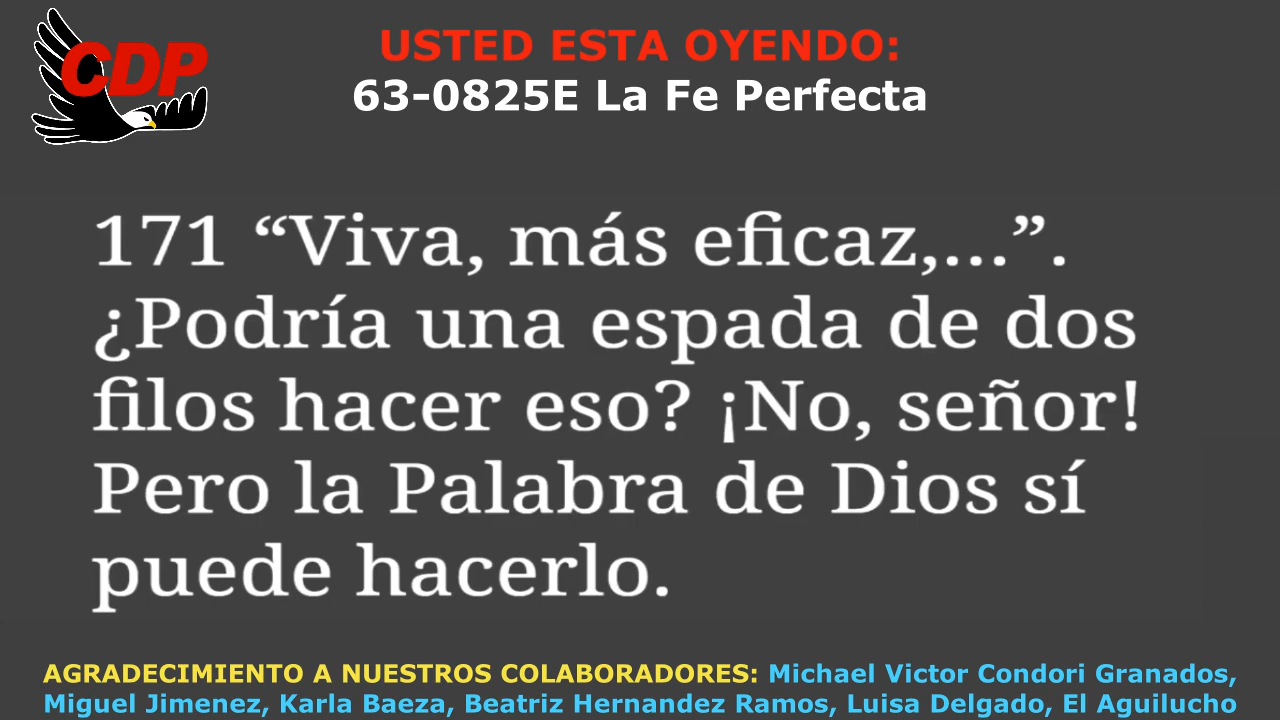 CDP
USTED ESTA OYENDO:
63-0825E La Fe Perfecta
171 “Viva, más eficaz,...”.
¿Podría una espada de dos
filos hacer eso? ¡No, señor!
Pero la Palabra de Dios sí
puede hacerlo.
AGRADECIMIENTO A NUESTROS COLABORADORES: Michael Victor Condori Granados,
Miguel Jimenez, Karla Baeza, Beatriz Hernandez Ramos, Luisa Delgado, El Aguilucho